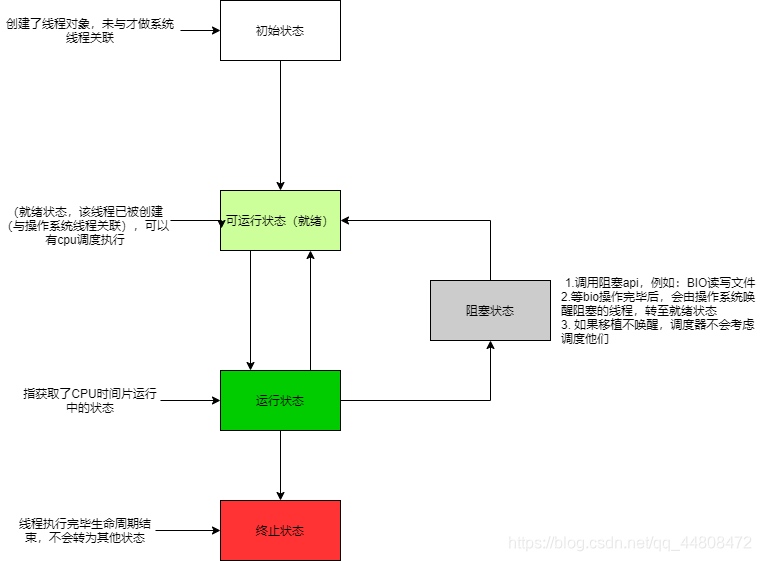 创建了线程对象，未与才做系统
线程关联
初始状态
(就绪状态，该线程已被创建
（与操作系统线程关联），可以
有cpu调度执行
可运行状态（就绪）
阻塞状态
1.调用阻塞api，例如：BIO读写文件
2.等bio操作完毕后，会由操作系统唤
醒阻塞的线程，转至就绪状态
3. 如果移植不唤醒，调度器不会考虑
调度他们
指获取了CPU时间片运行
中的状态
运行状态
线程执行完毕生命周期结
束，不会转为其他状态
终止状态
https://blog.csdn.net/qq_44808472